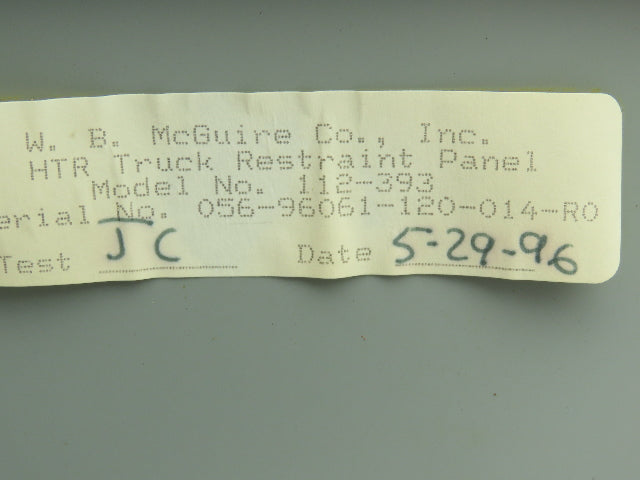 W. B. McGuire Co., Inc.
HTR Truck Restraint Panel
Model No. 112-393
erial No. 056-96061-120-014-R0
Test JC Date 5-29-96